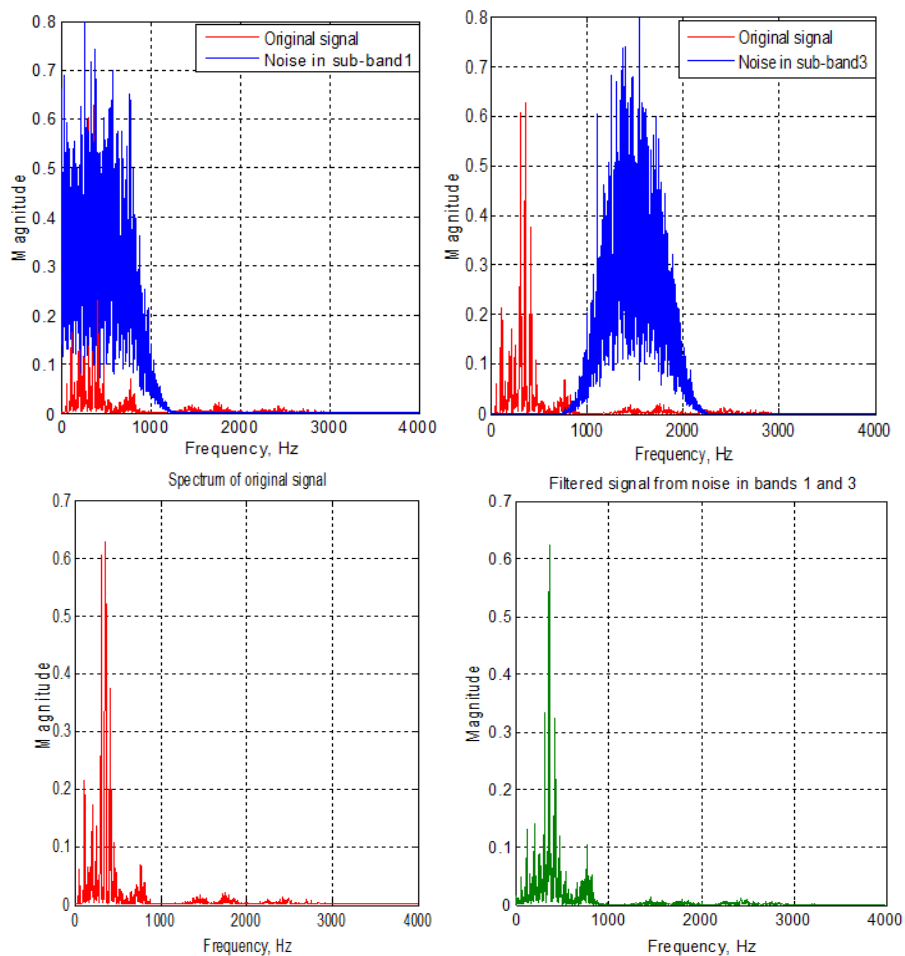 0.8
0.7
0.6
0.5
0.4
0.3
0.2
0.1
0
Magnitude
Original signal
Noise in sub-band1
0 1000 2000 3000 4000
Frequency, Hz
0.8
0.7
0.6
0.5
0.4
0.3
0.2
0.1
0
Magnitude
Original signal
Noise in sub-band3
0 1000 2000 3000 4000
Frequency, Hz
Spectrum of original signal
0.7
0.6
0.5
0.4
0.3
0.2
0.1
0
Magnitude
0 1000 2000 3000 4000
Frequency, Hz
Filtered signal from noise in bands 1 and 3
0.7
0.6
0.5
0.4
0.3
0.2
0.1
0
Magnitude
0 1000 2000 3000 4000
Frequency, Hz